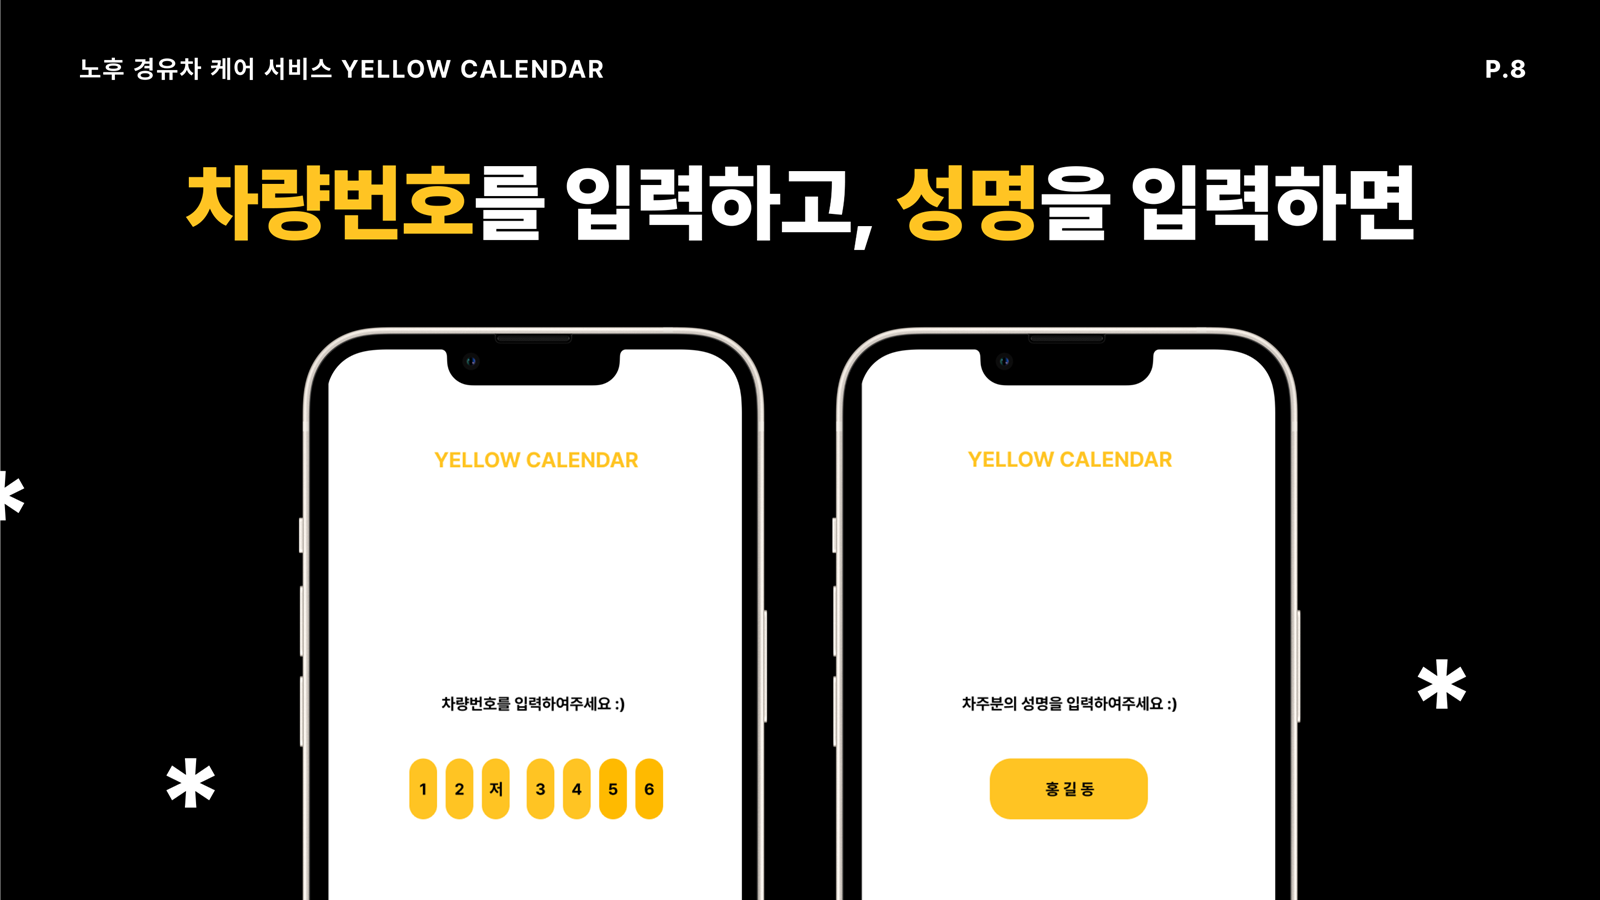 노후 경유차 케어 서비스 YELLOW CALENDAR
P.8
차량번호를 입력하고, 성명을 입력하면
YELLOW CALENDAR
차량번호를 입력하여주세요 :)
1 2 저 3 4 5 6
YELLOW CALENDAR
차주분의 성명을 입력하여주세요 :)
홍길동